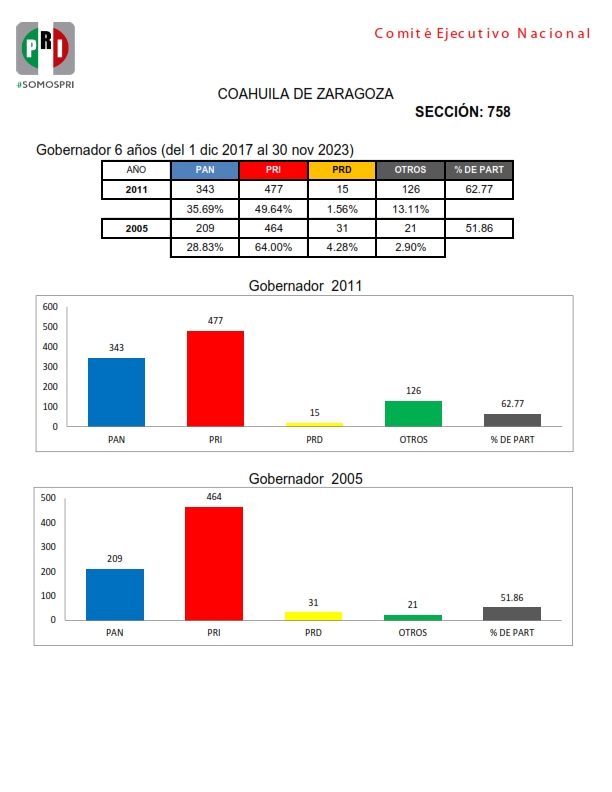 PRI
#SOMOSPRI
Comité Ejecutivo Nacional
COAHUILA DE ZARAGOZA
SECCIÓN: 758
Gobernador 6 años (del 1 dic 2017 al 30 nov 2023)
AÑO PAN PRI PRD OTROS % DE PART
2011 343 477 15 126 62.77
35.69% 49.64% 1.56% 13.11%
2005 209 464 31 21 51.86
28.83% 64.00% 4.28% 2.90%
Gobernador 2011
600
500
400
300
200
100
0
343
477
15
126
62.77
PAN PRI PRD OTROS % DE PART
Gobernador 2005
500
400
300
200
100
0
209
464
31
21
51.86
PAN PRI PRD OTROS % DE PART